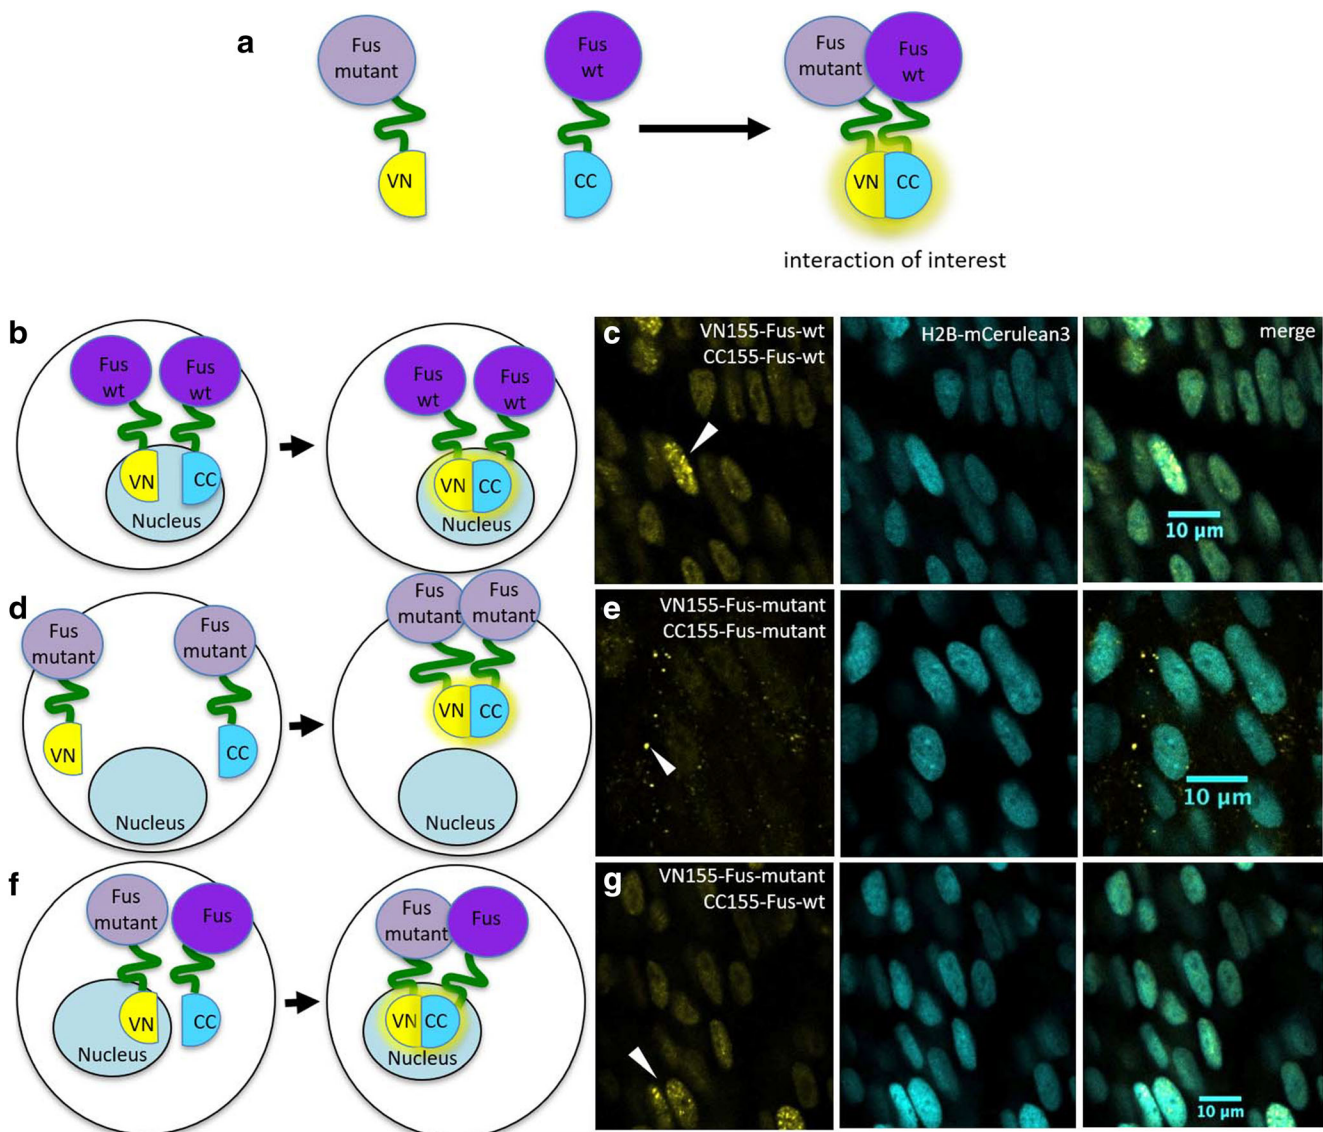 a
Fus
mutant
VN
Fus
wt
CC
Fus
mutant
Fus
wt
VN
CC
interaction of interest
b
Fus
wt
Fus
wt
VN
CC
Nucleus
Fus
wt
Fus
wt
VN
CC
Nucleus
c
VN155-Fus-wt
CC155-Fus-wt
H2B-mCerulean3
merge
10 µm
d
Fus
mutant
VN
Fus
mutant
CC
Nucleus
Fus
mutant
Fus
mutant
VN
CC
Nucleus
e
VN155-Fus-mutant
CC155-Fus-mutant
10 µm
f
Fus
mutant
Fus
VN
CC
Nucleus
Fus
mutant
Fus
VN
CC
Nucleus
g
VN155-Fus-mutant
CC155-Fus-wt
10 µm